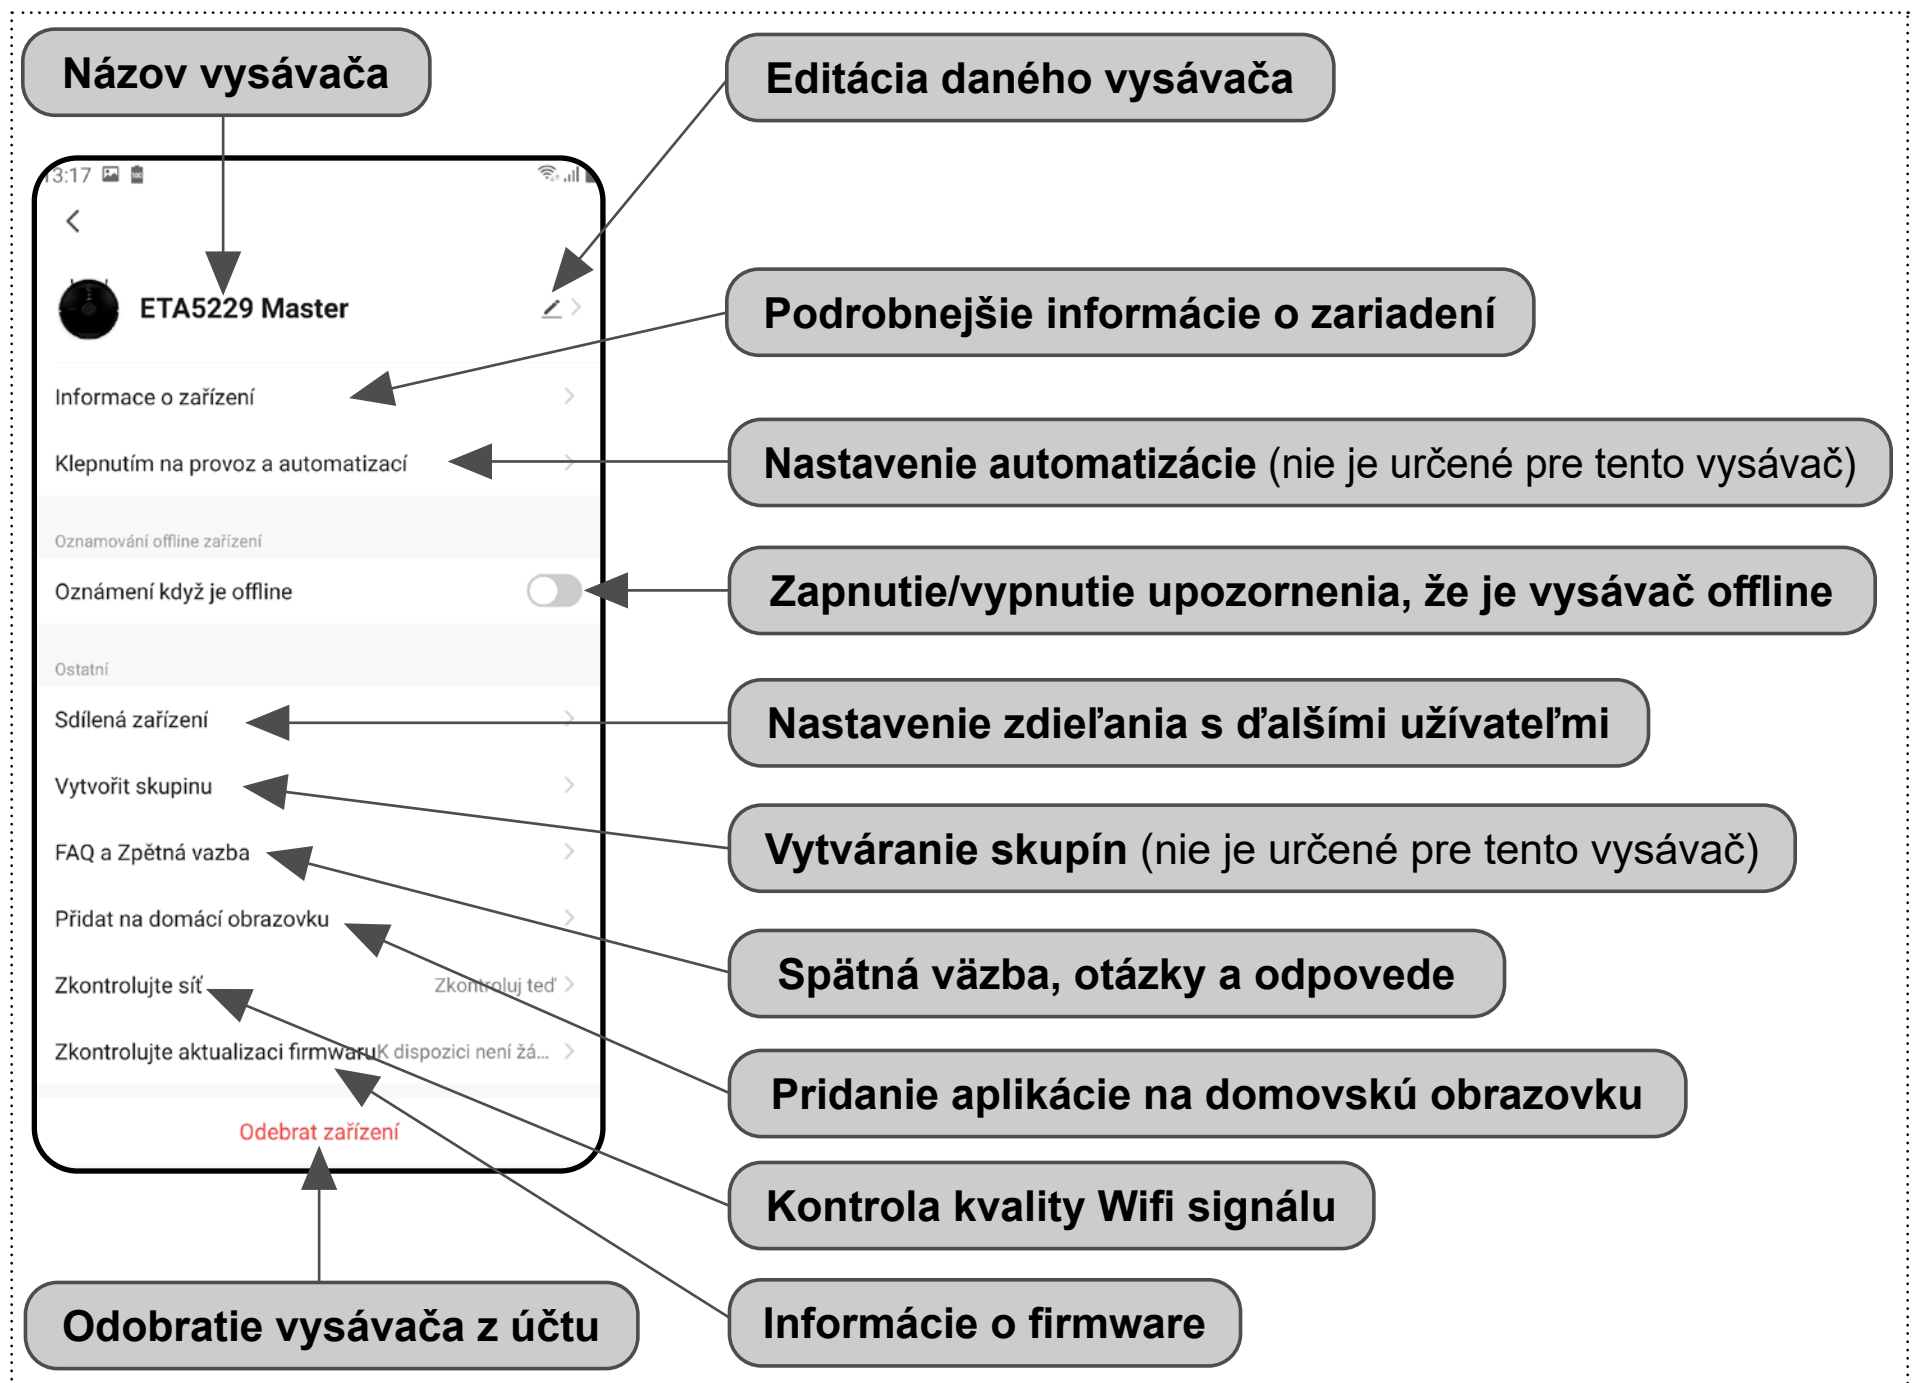 Názov vysávača
Editácia daného vysávača
13:17
ETA5229 Master
Podrobnejšie informácie o zariadení
Informace o zařízení
Klepnutím na provoz a automatizací
Nastavenie automatizácie (nie je určené pre tento vysávač)
Oznamování offline zařízení
Oznámení když je offline
Zapnutie/vypnutie upozornenia, že je vysávač offline
Ostatní
Sdílená zařízení
Nastavenie zdieľania s ďalšími užívateľmi
Vytvořit skupinu
Vytváranie skupín (nie je určené pre tento vysávač)
FAQ a Zpětná vazba
Přidat na domácí obrazovku
Spätná väzba, otázky a odpovede
Zkontrolujte síť Zkontroluj teď
Zkontrolujte aktualizaci firmwaru K dispozici není žá...
Pridanie aplikácie na domovskú obrazovku
Odebrat zařízení
Kontrola kvality Wifi signálu
Odobratie vysávača z účtu
Informácie o firmware